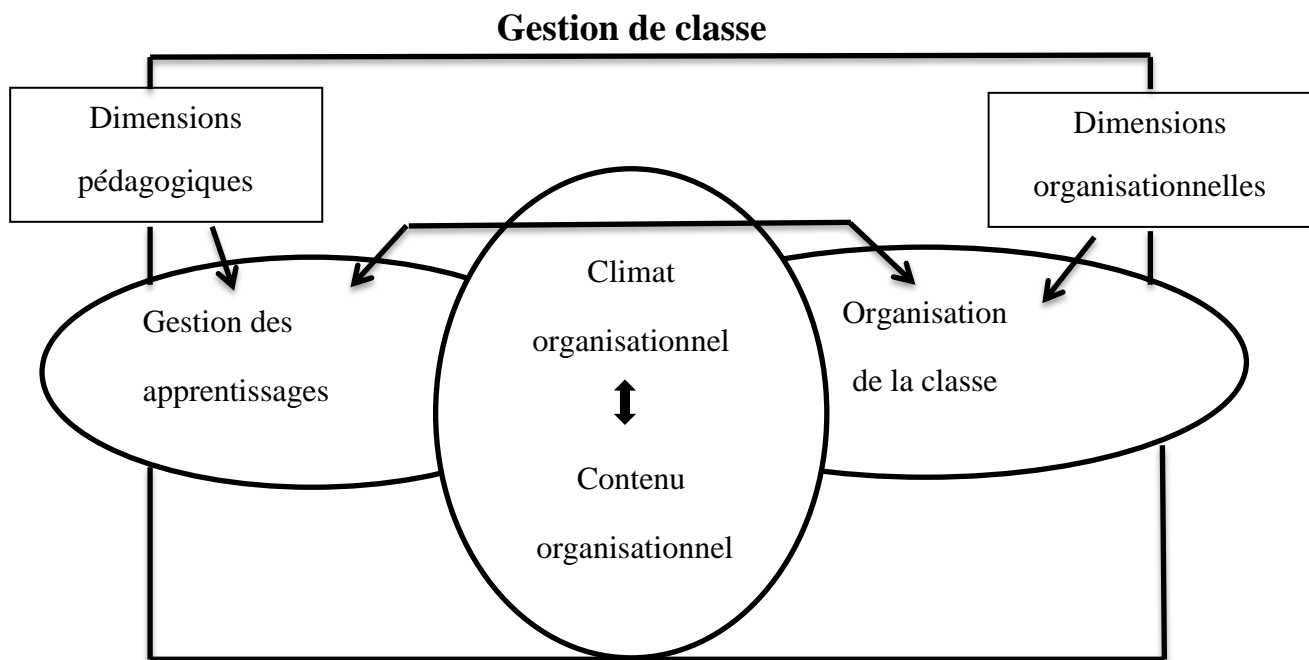 Gestion de classe
Dimensions
pédagogiques
Dimensions
organisationnelles
Gestion des
apprentissages
Climat
organisationnel
Contenu
organisationnel
Organisation
de la classe